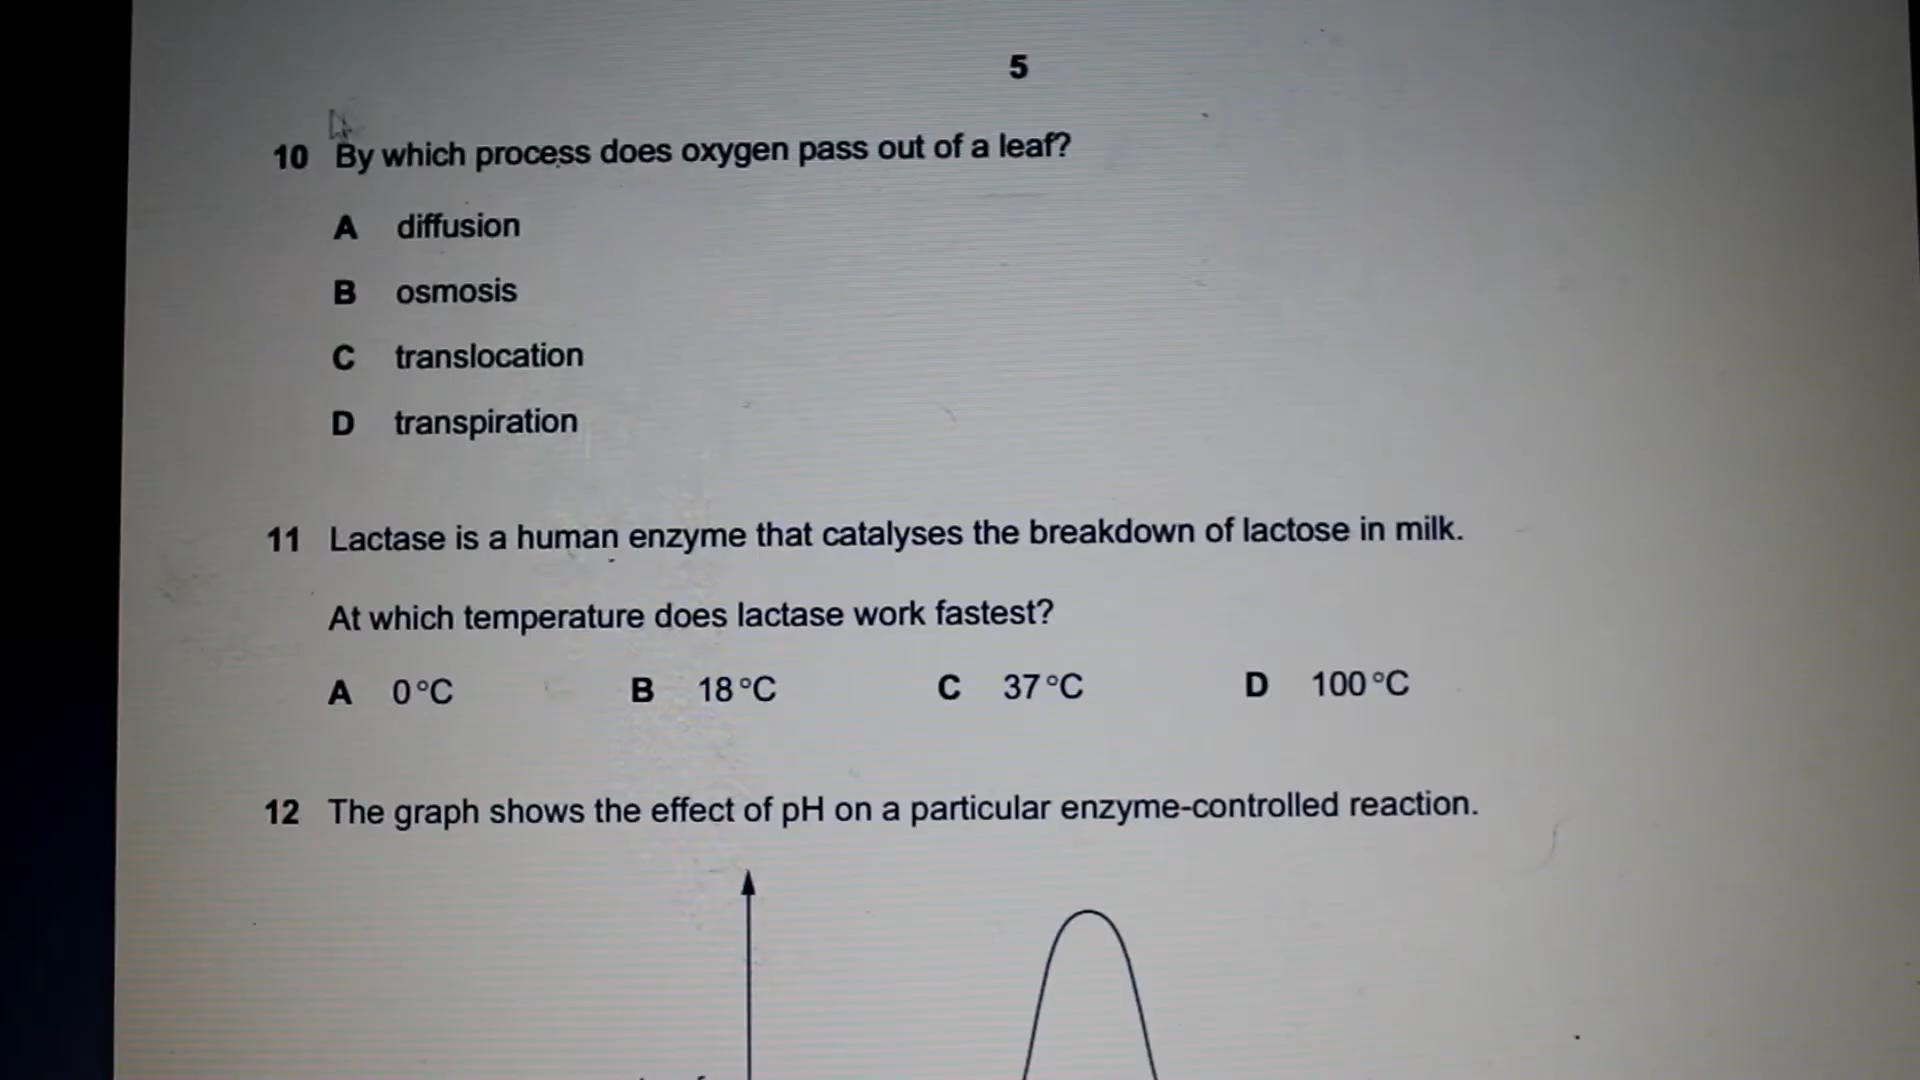 5
10 By which process does oxygen pass out of a leaf?
A diffusion
B osmosis
C translocation
D transpiration
11 Lactase is a human enzyme that catalyses the breakdown of lactose in milk.
At which temperature does lactase work fastest?
A 0 °C B 18 °C C 37 °C D 100 °C
12 The graph shows the effect of pH on a particular enzyme-controlled reaction.